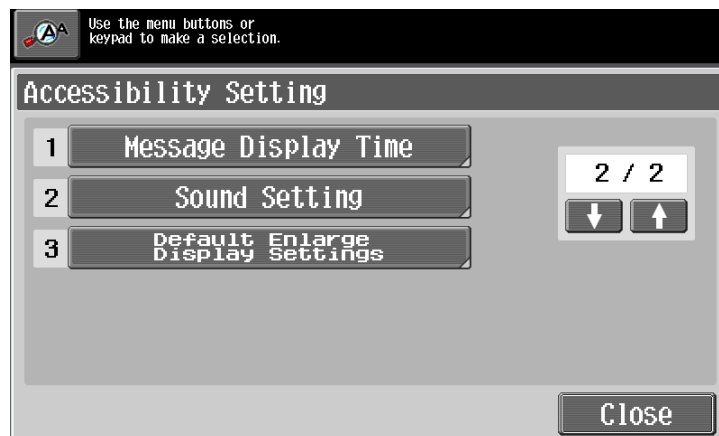 AA
Use the menu buttons or
keypad to make a selection.
Accessibility Setting
1 Message Display Time
2 / 2
2 Sound Setting
3 Default Enlarge
Display Settings
Close